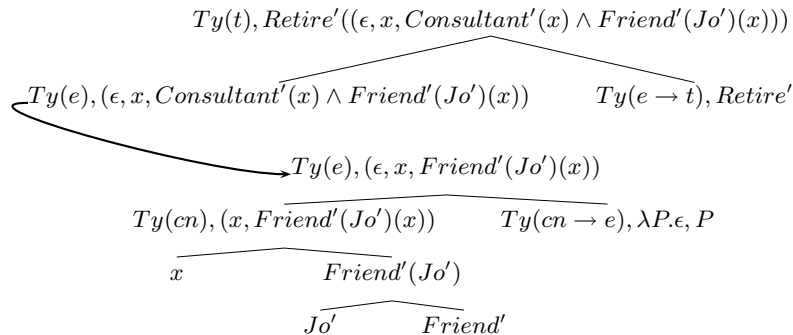 Ty(t), Retire′((ϵ, x, Consultant′(x) ∧ Friend′(Jo′)(x)))
Ty(e), (ϵ, x, Consultant′(x) ∧ Friend′(Jo′)(x)) Ty(e → t), Retire′
Ty(e), (ϵ, x, Friend′(Jo′)(x))
Ty(cn), (x, Friend′(Jo′)(x)) Ty(cn → e), λP.ϵ, P
x Friend′(Jo′)
Jo′ Friend′